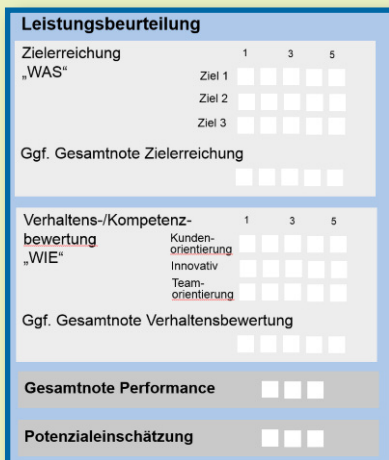 Leistungsbeurteilung
Zielerreichung 1 3 5
„WAS“
Ziel 1
Ziel 2
Ziel 3
Ggf. Gesamtnote Zielerreichung
Verhaltens-/Kompetenz- 1 3 5
bewertung
„WIE“
Kunden-
orientierung
Innovativ
Team-
orientierung
Ggf. Gesamtnote Verhaltensbewertung
Gesamtnote Performance
Potenzialeinschätzung